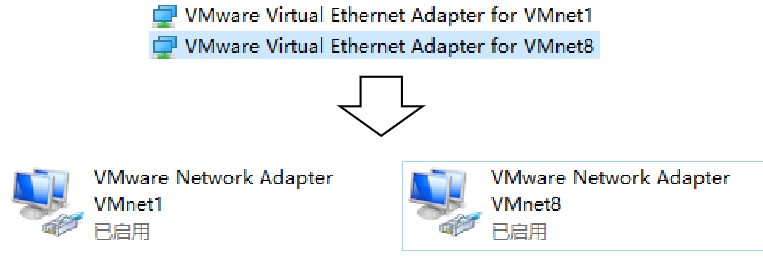 VMware Virtual Ethernet Adapter for VMnet1
VMware Virtual Ethernet Adapter for VMnet8
VMware Network Adapter
VMnet1
已启用
VMware Network Adapter
VMnet8
已启用